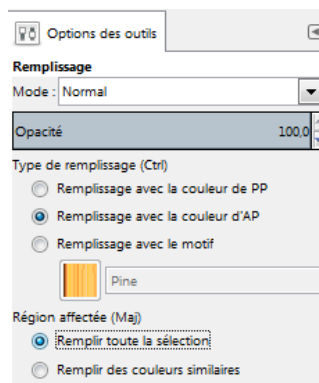 Options des outils
Remplissage
Mode : Normal
Opacité 100,0
Type de remplissage (Ctrl)
Remplissage avec la couleur de PP
Remplissage avec la couleur d'AP
Remplissage avec le motif
Pine
Région affectée (Maj)
Remplir toute la sélection
Remplir des couleurs similaires